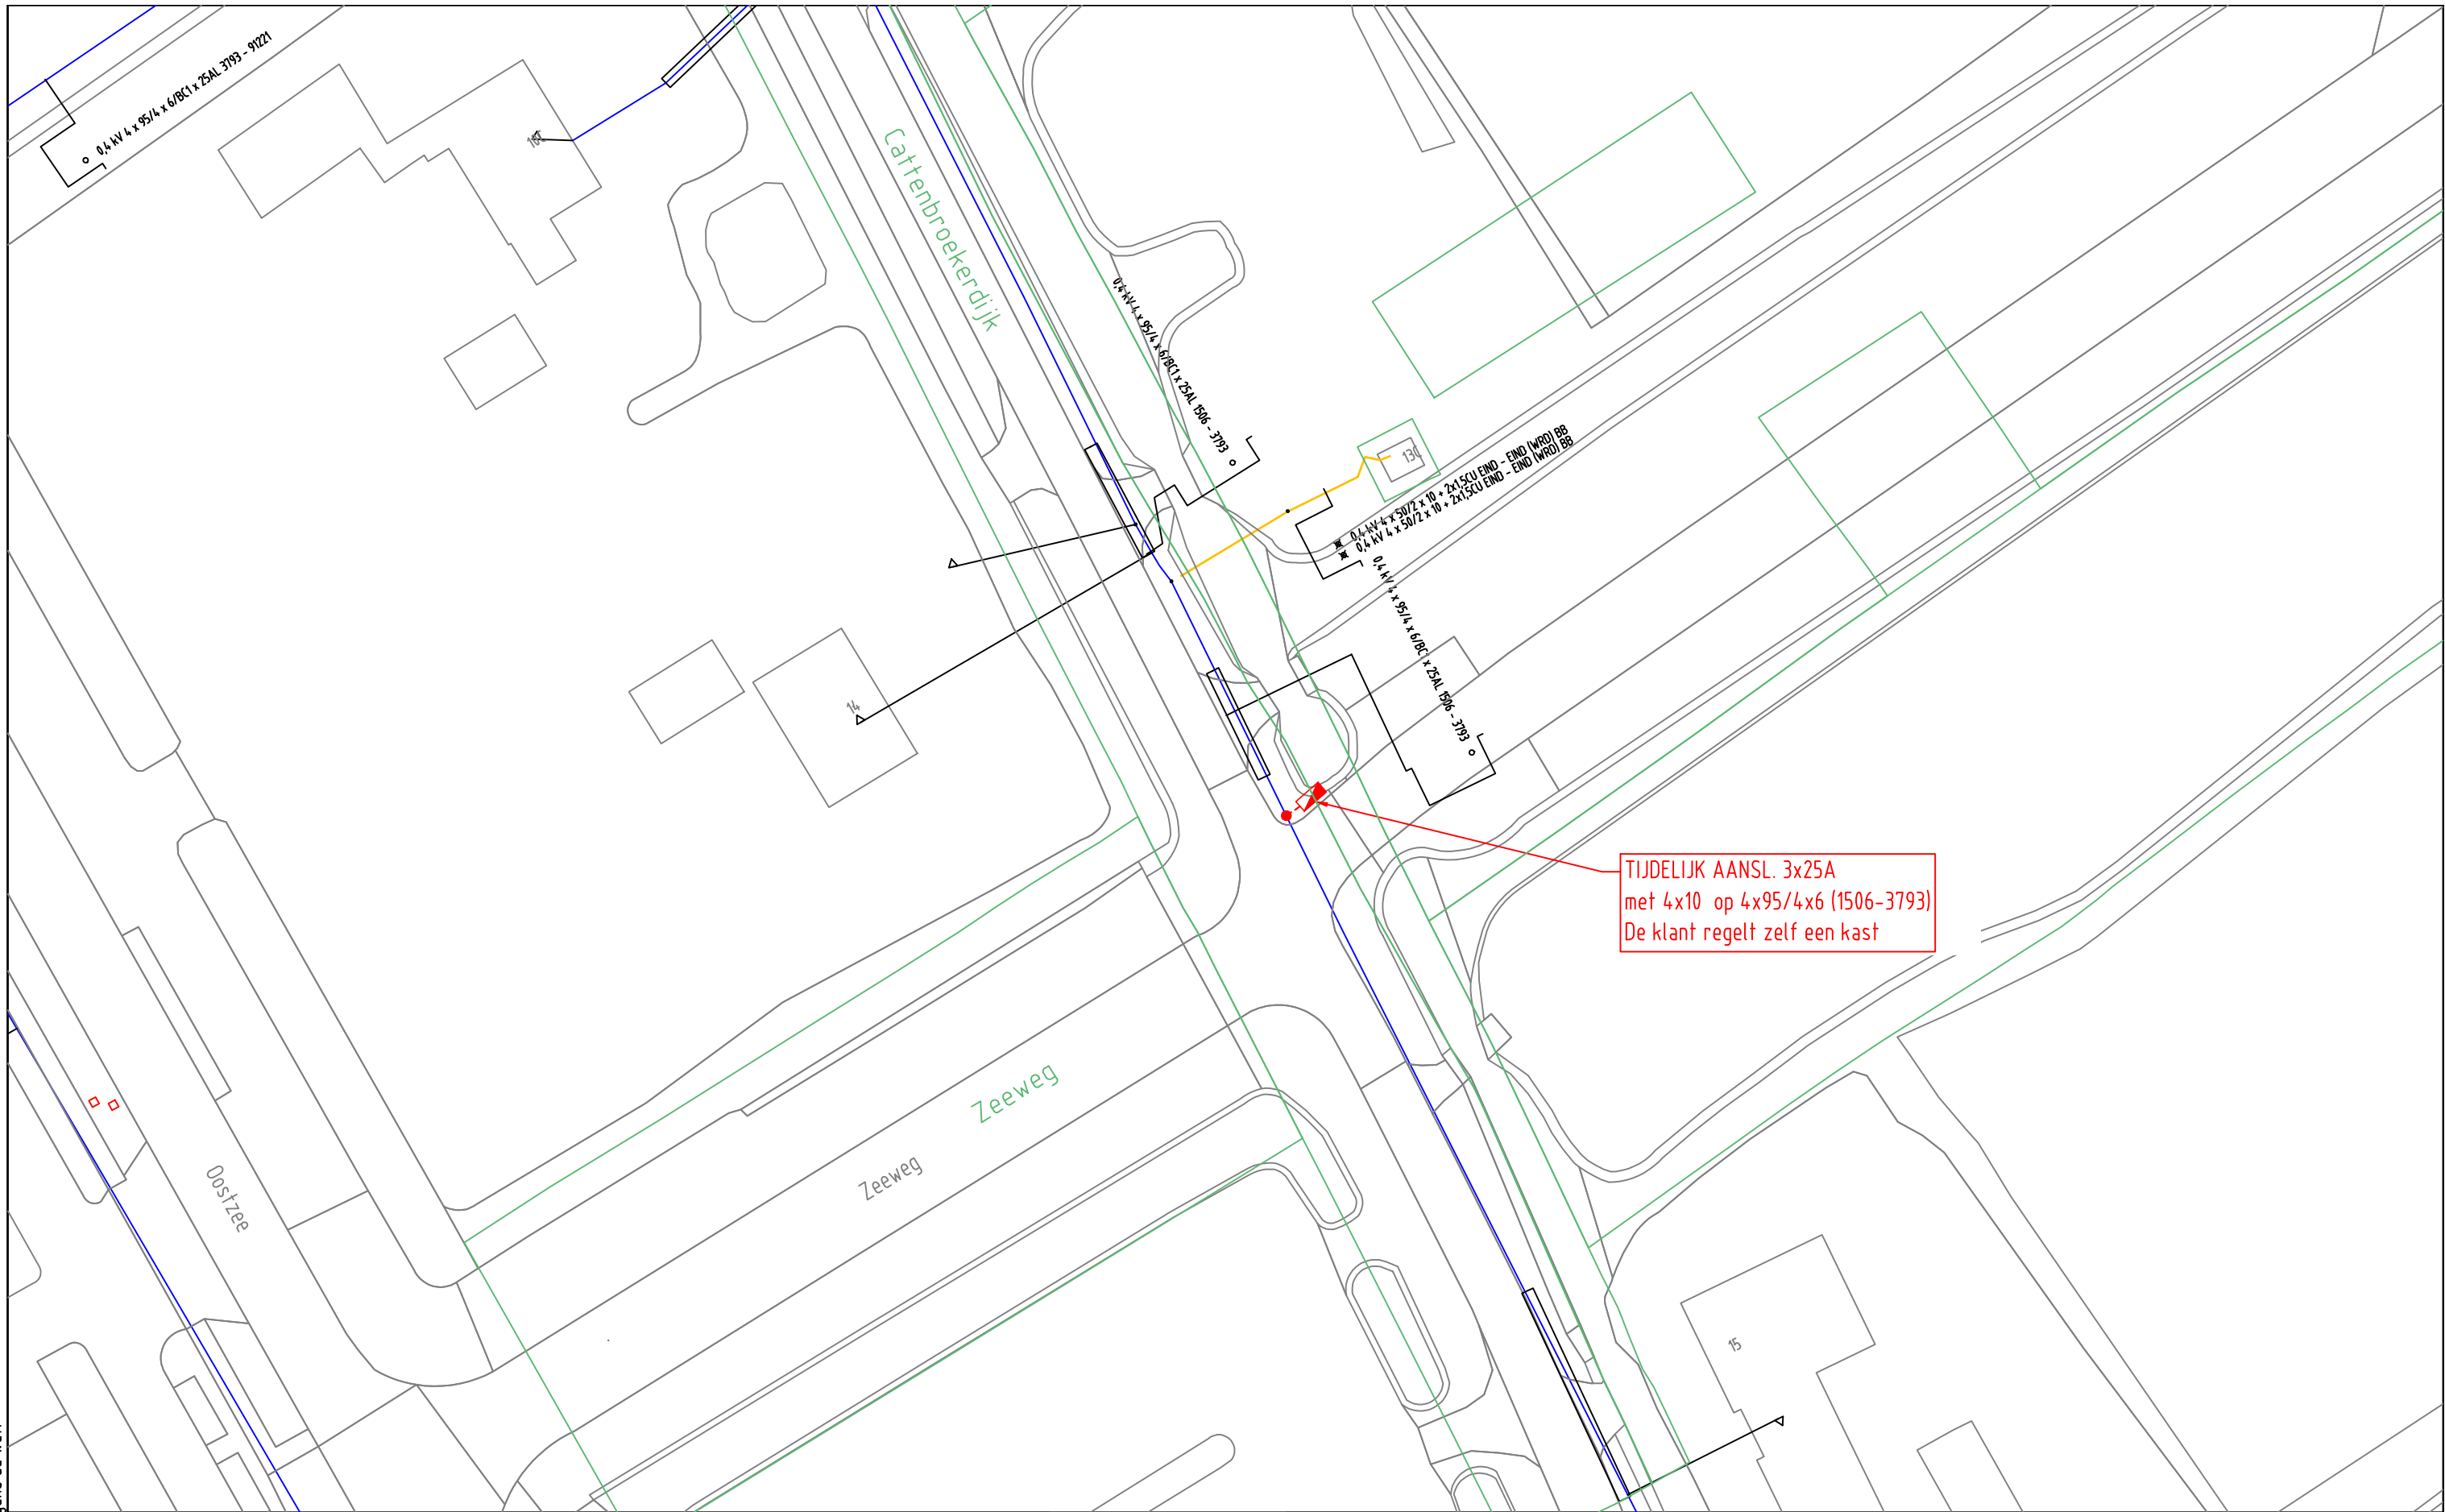 0,4 kV 4 x 95/4 x 6/BC1 x 25AL 3793 - 91221
Cattenbroekerdijk
0,4 kV 4 x 95/4 x 6/BC1 x 25AL 1506 - 3793
130
0,4 kV 4 x 50/2 x 10 + 2x1,5CU EIND - EIND (WRD) BB
0,4 kV 4 x 50/2 x 10 + 2x1,5CU EIND - EIND (WRD) BB
0,4 kV 4 x 95/4 x 6/BC1 x 25AL 1506 - 3793
14
TIJDELIJK AANSL. 3x25A
met 4x10 op 4x95/4x6 (1506-3793)
De klant regelt zelf een kast
Zeeweg
Zeeweg
Oostzee
15